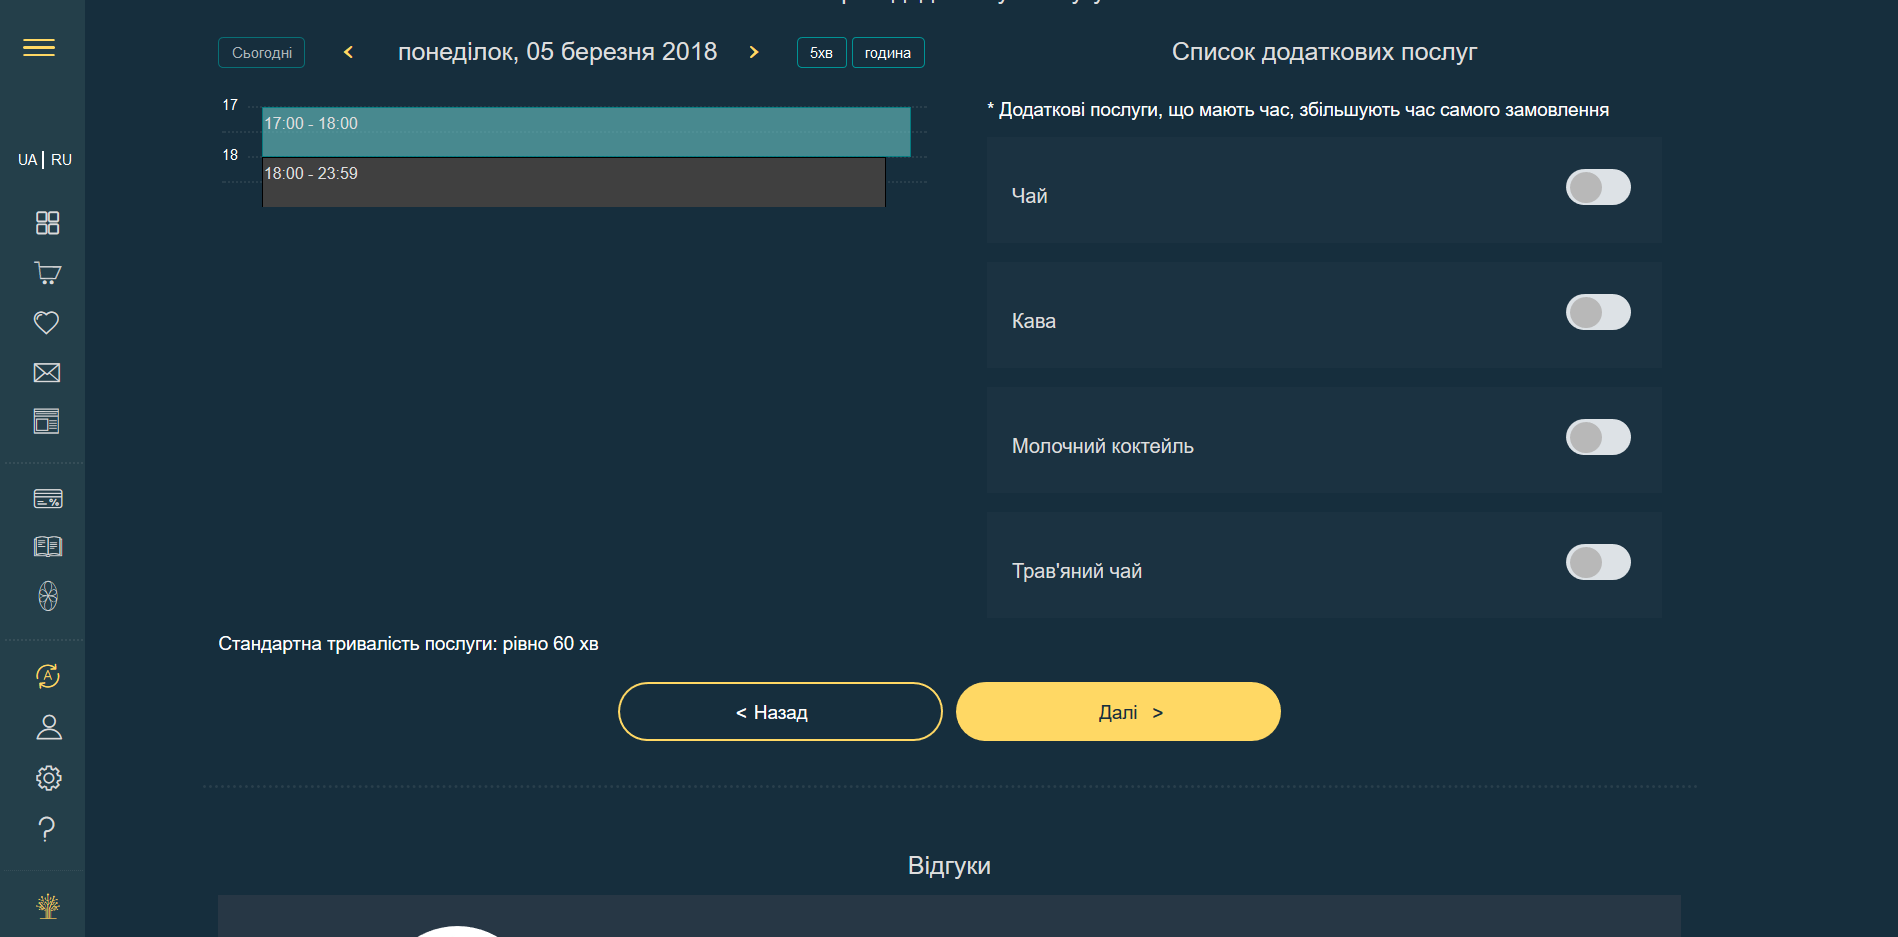 UA | RU
Сьогодні < понеділок, 05 березня 2018 > 5хв година
17
17:00 - 18:00
18
18:00 - 23:59
Список додаткових послуг
* Додаткові послуги, що мають час, збільшують час самого замовлення
Чай
Кава
Молочний коктейль
Трав'яний чай
Стандартна тривалість послуги: рівно 60 хв
< Назад
Далі >
Відгуки